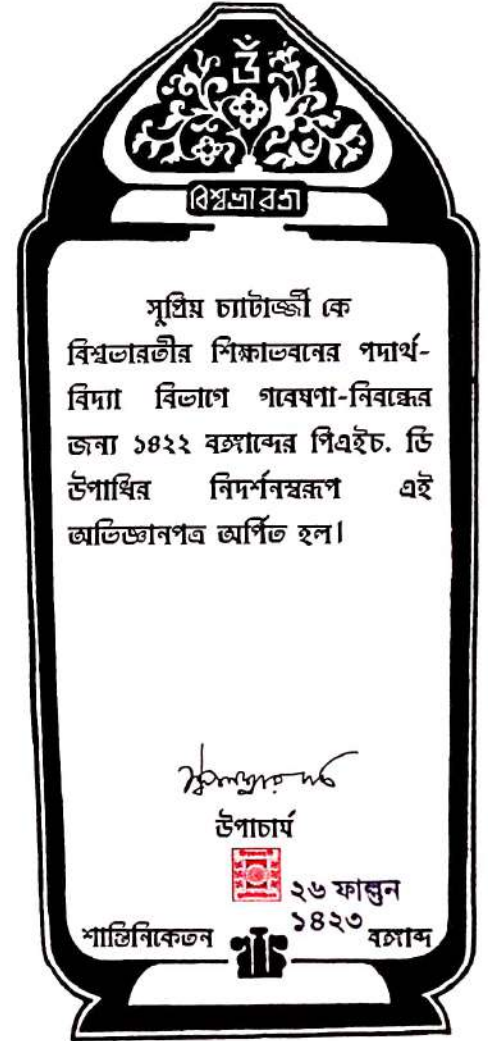 ওঁ
বিশ্বভারতী
সুপ্রিয় চ্যাটার্জ্জী কে
বিশ্বভারতীর শিক্ষাভবনের পদার্থ-
বিদ্যা বিভাগে গবেষণা-নিবন্ধের
জন্য ১৪২২ বঙ্গাব্দের পিএইচ. ডি
উপাধির নিদর্শনস্বরূপ এই
অভিজ্ঞানপত্র অর্পিত হল।
উপাচার্য
২৬ ফাল্গুন
১৪২৩
শান্তিনিকেতন বঙ্গাব্দ